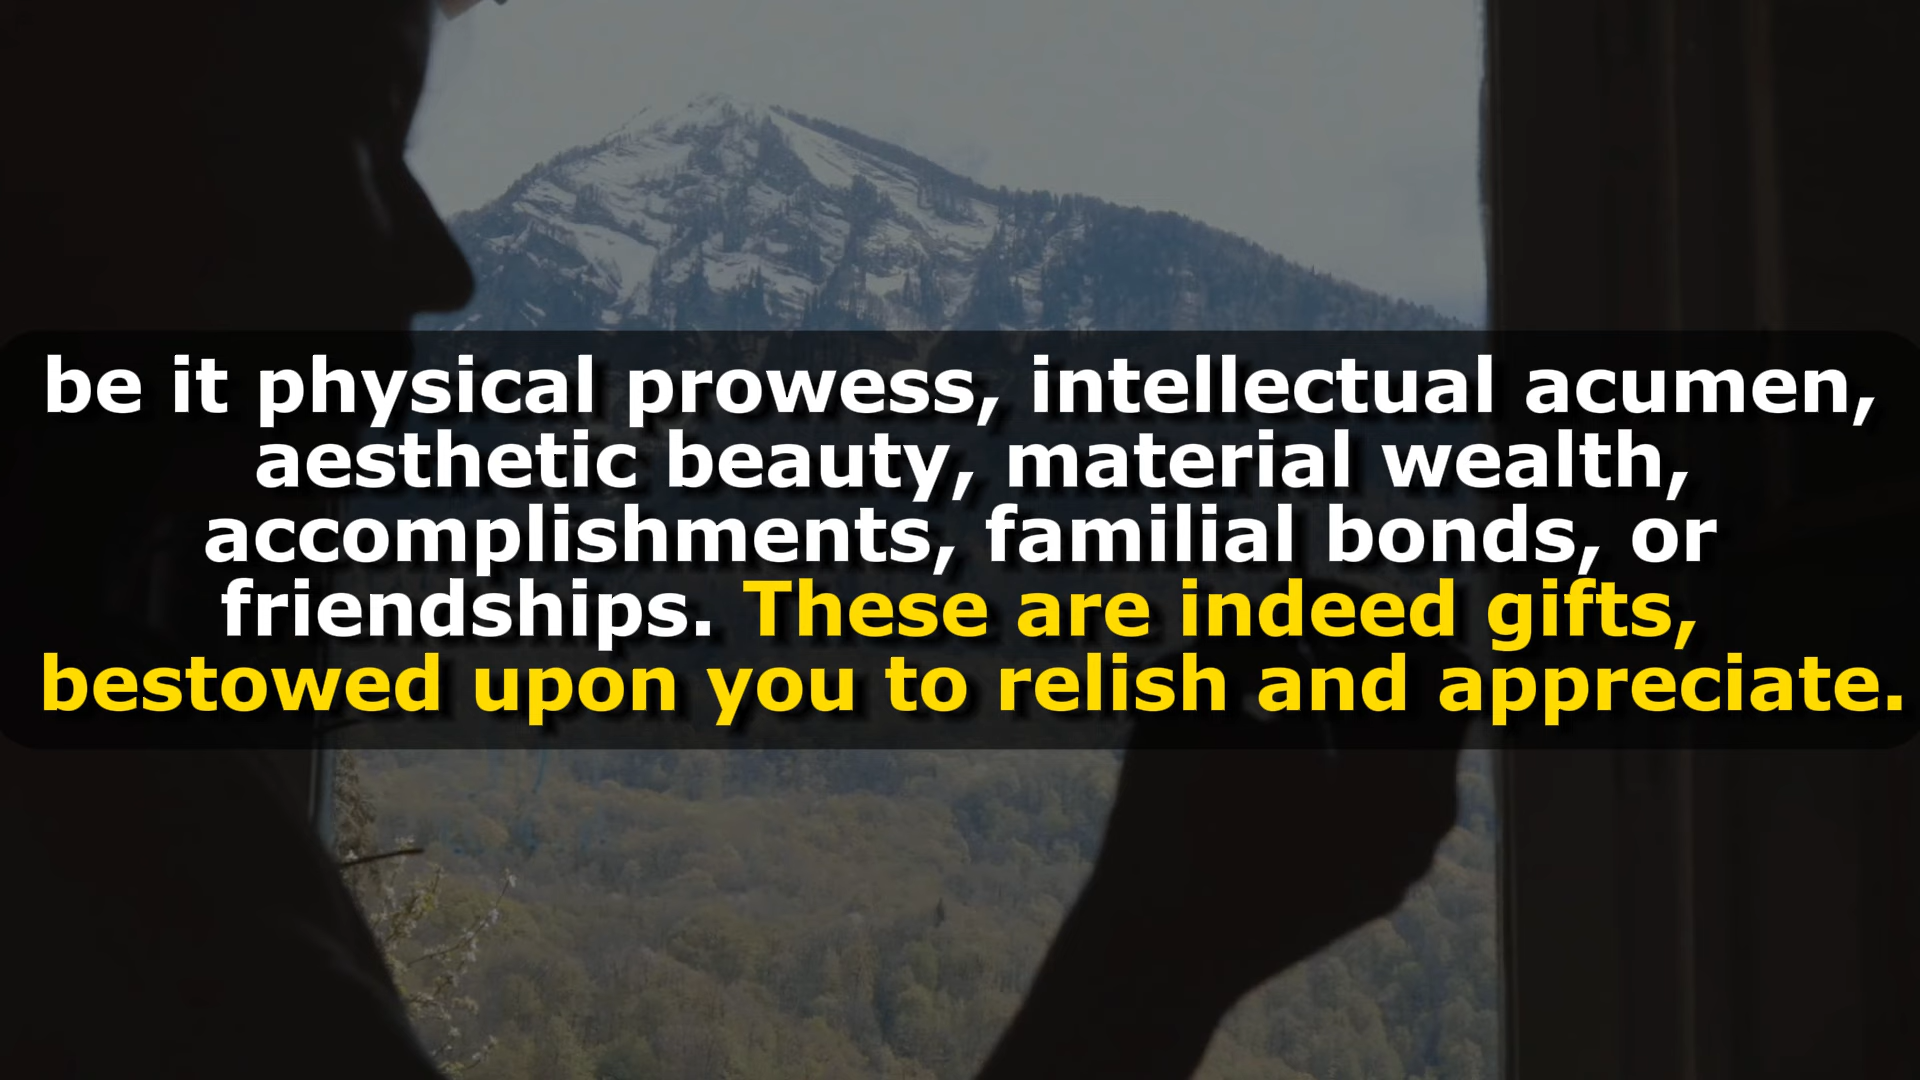 be it physical prowess, intellectual acumen,
aesthetic beauty, material wealth,
accomplishments, familial bonds, or
friendships. These are indeed gifts,
bestowed upon you to relish and appreciate.